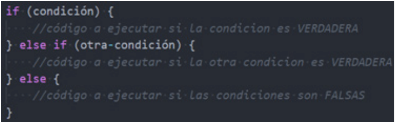 if (condición) {
    //código a ejecutar si la condicion es VERDADERA
} else if (otra-condición) {
    //código a ejecutar si la otra condicion es VERDADERA
} else {
    //código a ejecutar si las condiciones son FALSAS
}